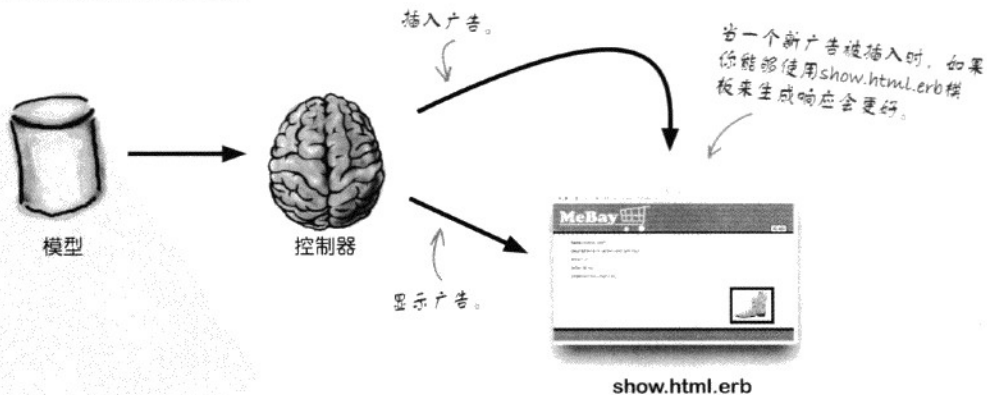 插入广告。
当一个新广告被插入时，如果
你能够使用show.html.erb模
板来生成响应会更好。
模型
控制器
MeBay
显示广告。
show.html.erb